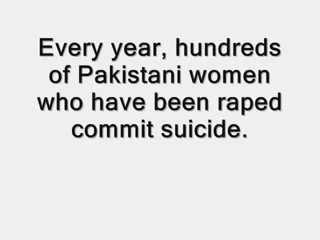 Every year, hundreds
of Pakistani women
who have been raped
commit suicide.